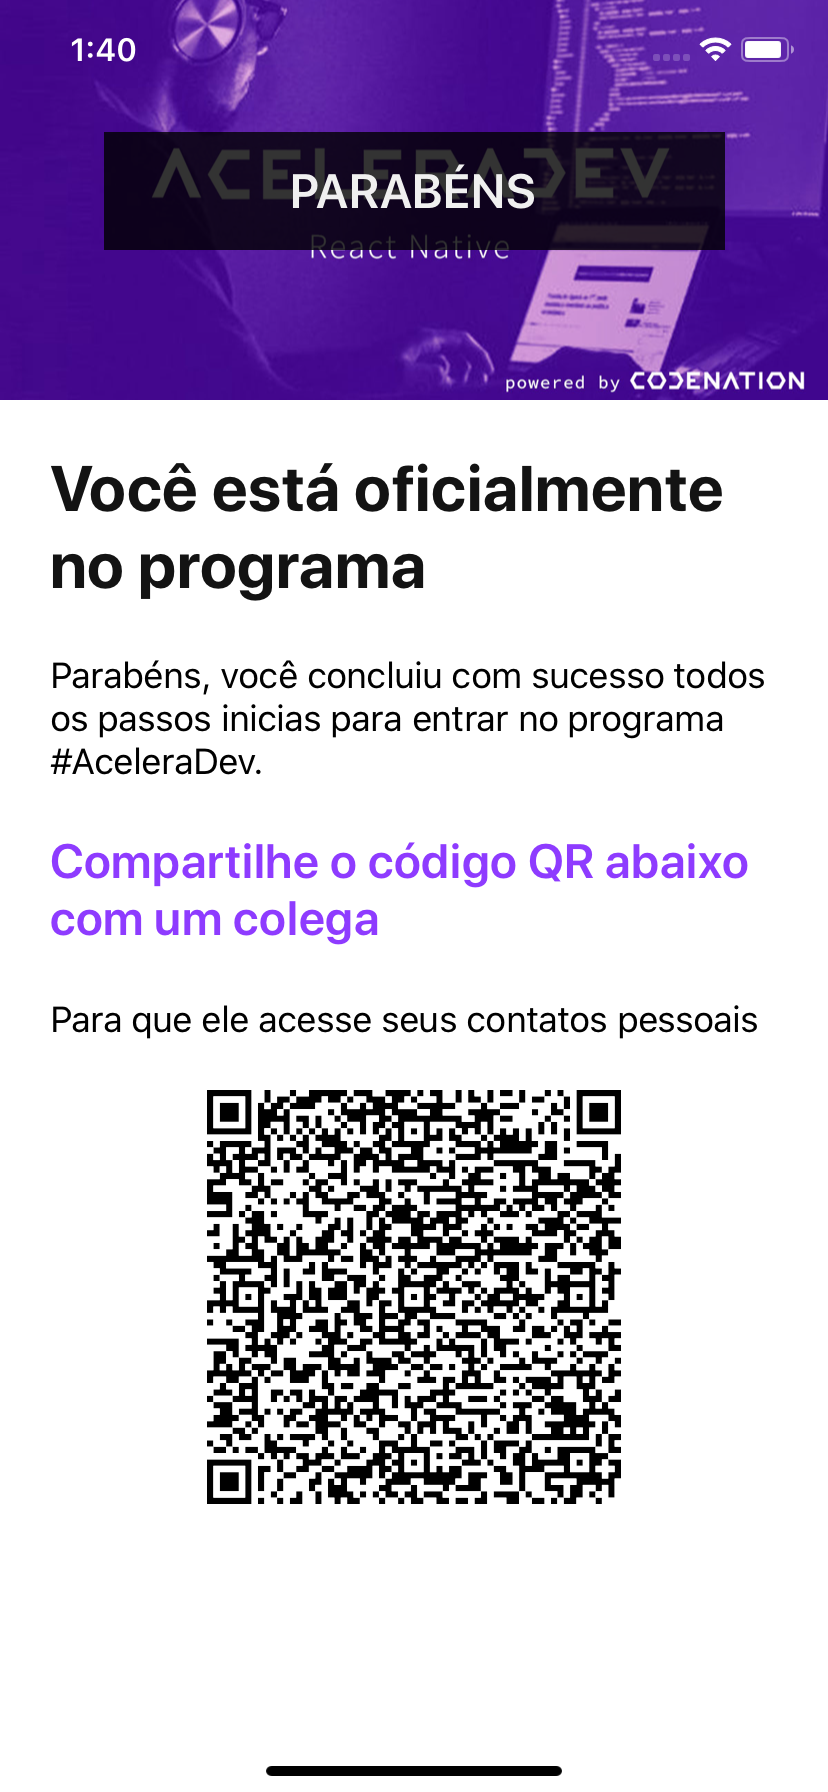 1:40
ACELERADEV
PARABÉNS
React Native
powered by CODENATION
Você está oficialmente
no programa
Parabéns, você concluiu com sucesso todos
os passos inicias para entrar no programa
#AceleraDev.
Compartilhe o código QR abaixo
com um colega
Para que ele acesse seus contatos pessoais